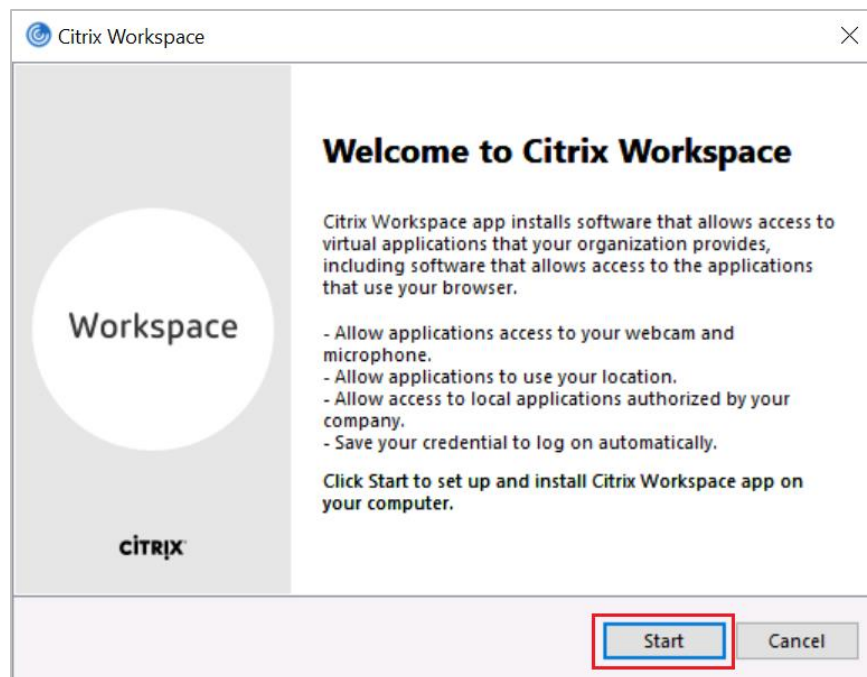 Citrix Workspace
Welcome to Citrix Workspace
Citrix Workspace app installs software that allows access to
virtual applications that your organization provides,
including software that allows access to the applications
that use your browser.
Workspace
- Allow applications access to your webcam and
microphone.
- Allow applications to use your location.
- Allow access to local applications authorized by your
company.
- Save your credential to log on automatically.
Click Start to set up and install Citrix Workspace app on
your computer.
CİTRİX
Start Cancel